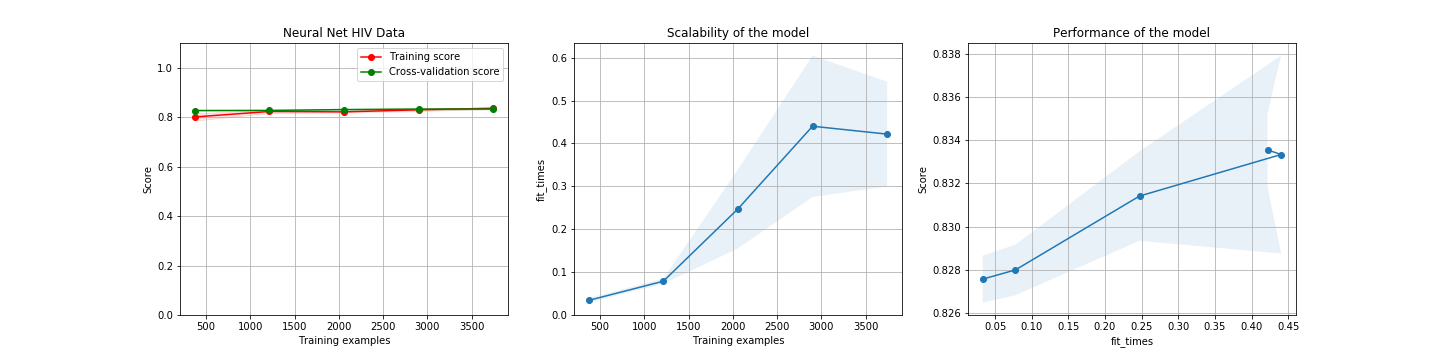 Neural Net HIV Data
1.0
0.8
0.6
0.4
0.2
0.0
Score
500 1000 1500 2000 2500 3000 3500
Training examples
Training score
Cross-validation score
Scalability of the model
0.6
0.5
0.4
0.3
0.2
0.1
0.0
fit_times
500 1000 1500 2000 2500 3000 3500
Training examples
Performance of the model
0.838
0.836
0.834
0.832
0.830
0.828
0.826
Score
0.05 0.10 0.15 0.20 0.25 0.30 0.35 0.40 0.45
fit_times